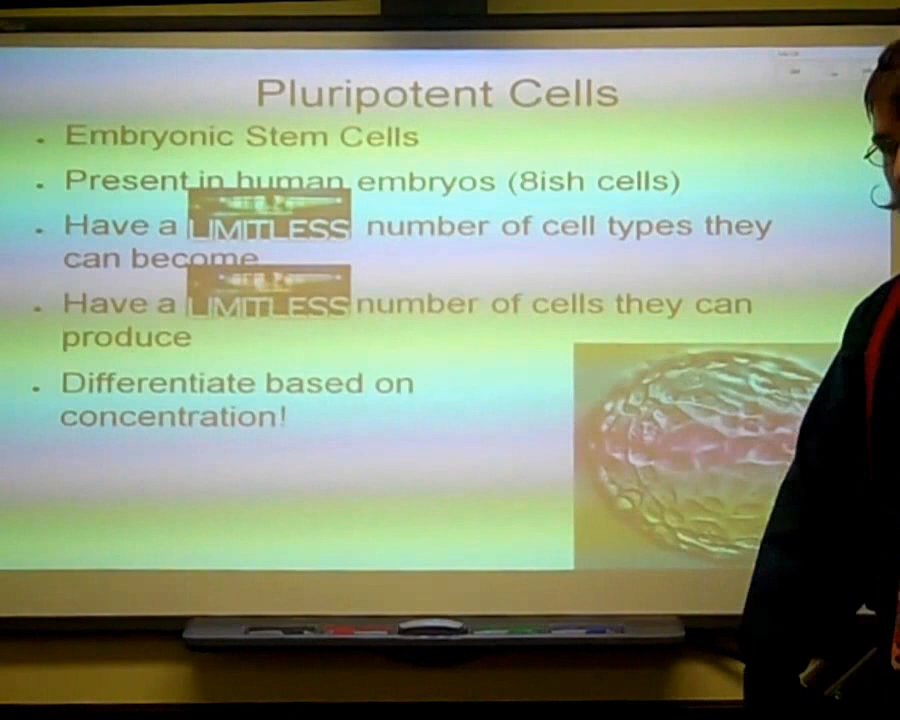 Pluripotent Cells
. Embryonic Stem Cells
. Present in human embryos (8ish cells)
. Have a LIMITLESS number of cell types they
can become
. Have a LIMITLESS number of cells they can
produce
. Differentiate based on
concentration!